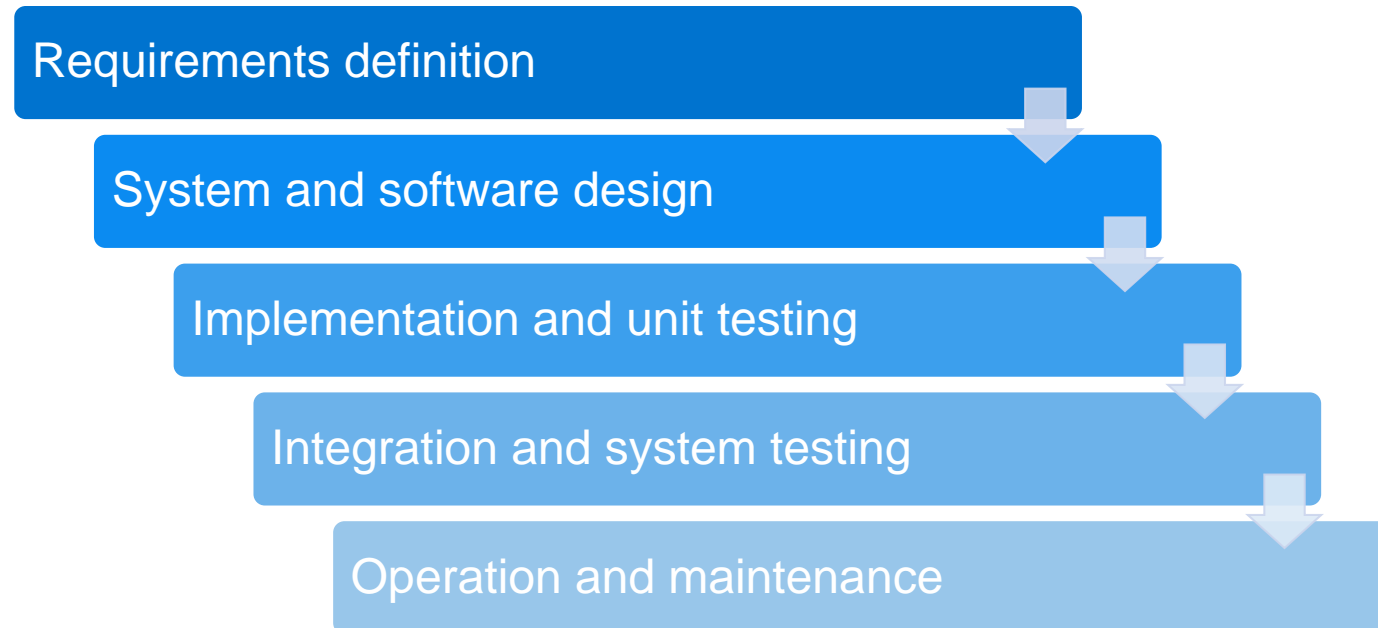 Requirements definition
System and software design
Implementation and unit testing
Integration and system testing
Operation and maintenance